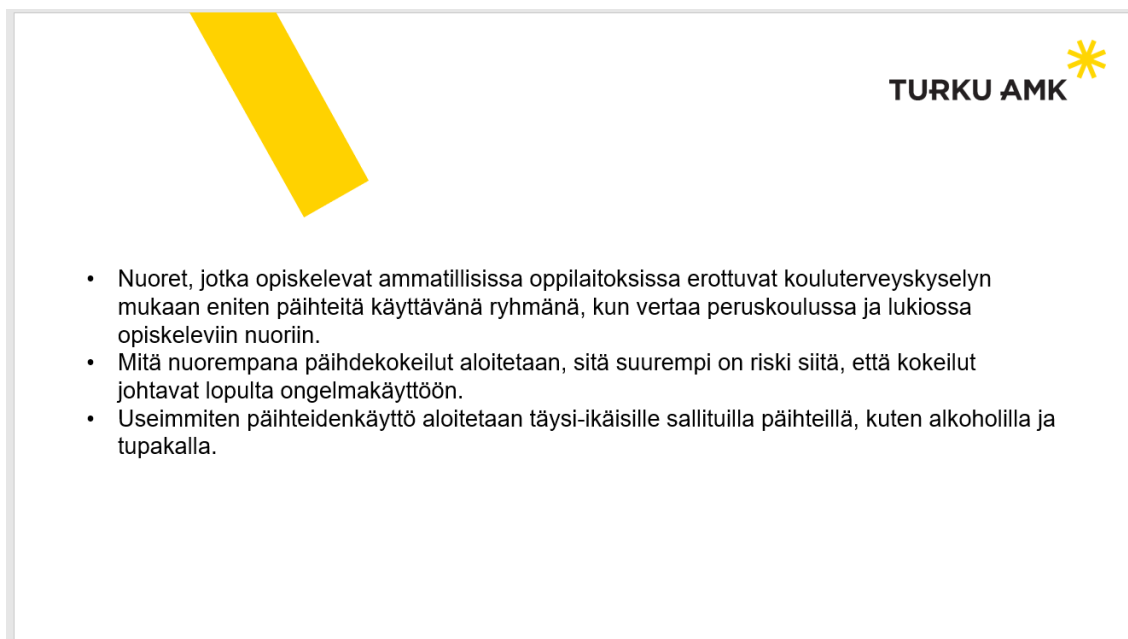 TURKU AMK
• Nuoret, jotka opiskelevat ammatillisissa oppilaitoksissa erottuvat kouluterveyskyselyn
mukaan eniten päihteitä käyttävänä ryhmänä, kun vertaa peruskoulussa ja lukiossa
opiskeleviin nuoriin.
• Mitä nuorempana päihdekokeilut aloitetaan, sitä suurempi on riski siitä, että kokeilut
johtavat lopulta ongelmakäyttöön.
• Useimmiten päihteidenkäyttö aloitetaan täysi-ikäisille sallituilla päihteillä, kuten alkoholilla ja
tupakalla.